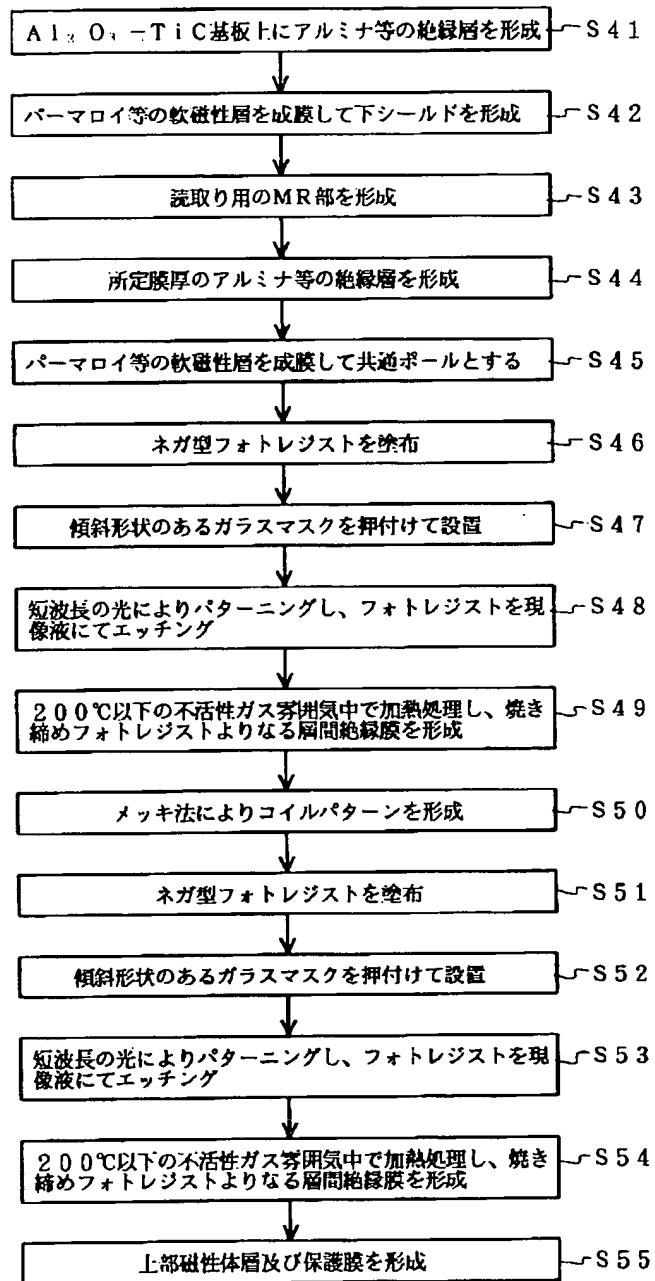 Al₂O₃－TiC基板上にアルミナ等の絶縁層を形成 S41
パーマロイ等の軟磁性層を成膜して下シールドを形成 S42
読取り用のMR部を形成 S43
所定膜厚のアルミナ等の絶縁層を形成 S44
パーマロイ等の軟磁性層を成膜して共通ポールとする S45
ネガ型フォトレジストを塗布 S46
傾斜形状のあるガラスマスクを押付けて設置 S47
短波長の光によりパターニングし、フォトレジストを現 S48
像液にてエッチング
200℃以下の不活性ガス雰囲気中で加熱処理し、焼き S49
締めフォトレジストよりなる層間絶縁膜を形成
メッキ法によりコイルパターンを形成 S50
ネガ型フォトレジストを塗布 S51
傾斜形状のあるガラスマスクを押付けて設置 S52
短波長の光によりパターニングし、フォトレジストを現 S53
像液にてエッチング
200℃以下の不活性ガス雰囲気中で加熱処理し、焼き S54
締めフォトレジストよりなる層間絶縁膜を形成
上部磁性体層及び保護膜を形成 S55